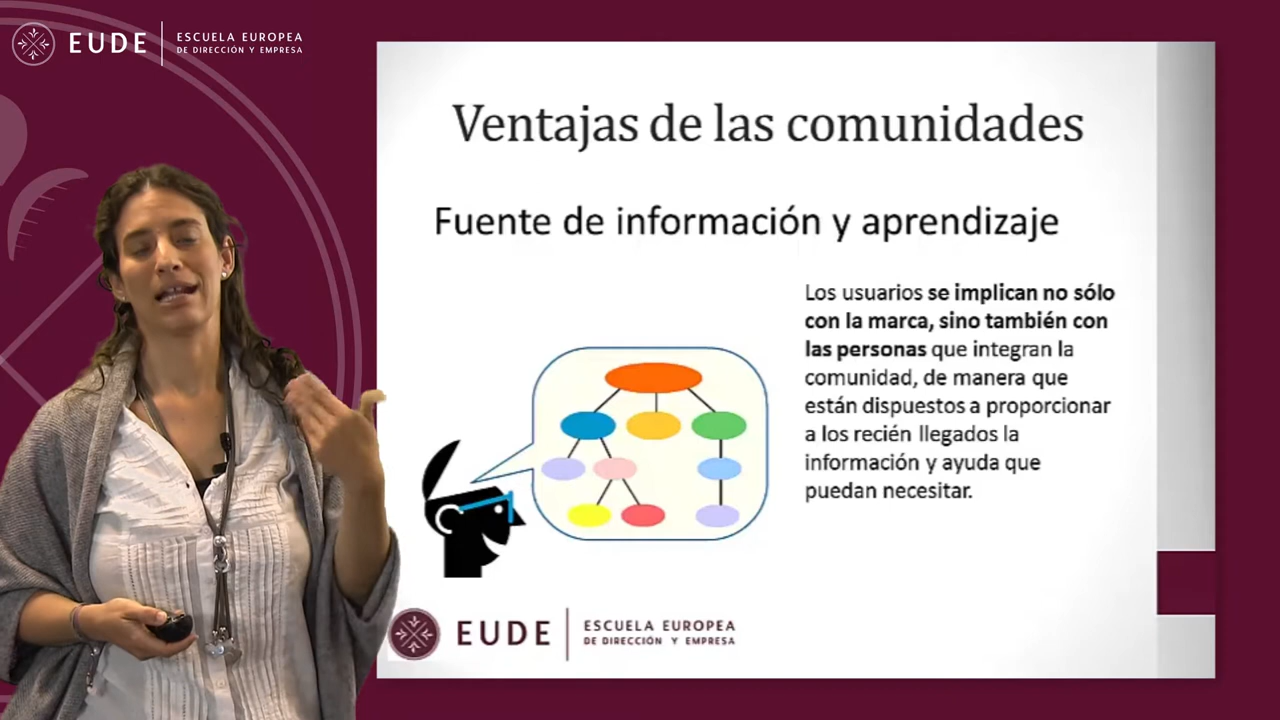 EUDE
ESCUELA EUROPEA
DE DIRECCIÓN Y EMPRESA
Ventajas de las comunidades
Fuente de información y aprendizaje
Los usuarios se implican no sólo
con la marca, sino también con
las personas que integran la
comunidad, de manera que
están dispuestos a proporcionar
a los recién llegados la
información y ayuda que
puedan necesitar.
EUDE
ESCUELA EUROPEA
DE DIRECCIÓN Y EMPRESA